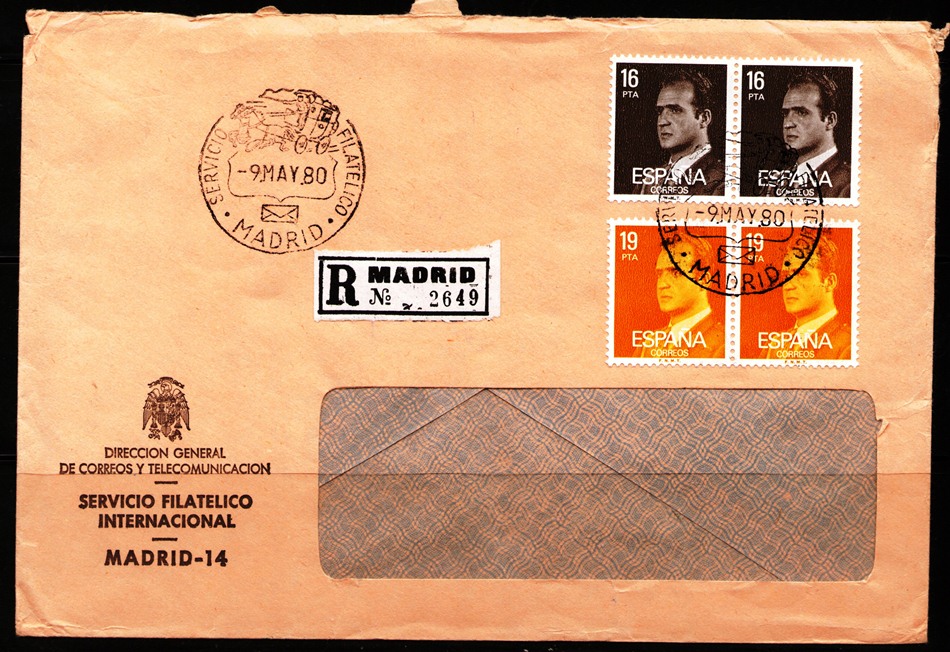 SERVICIO FILATELICO
-9.MAY.80
MADRID
R MADRID
Nº 2649
16
PTA
ESPAÑA
CORREOS
16
PTA
ESPAÑA
CORREOS
-9.MAY.80
MADRID
19
PTA
ESPAÑA
CORREOS
F.N.M.T.
19
PTA
ESPAÑA
CORREOS
F.N.M.T.
DIRECCION GENERAL
DE CORREOS Y TELECOMUNICACION
SERVICIO FILATELICO
INTERNACIONAL
MADRID-14